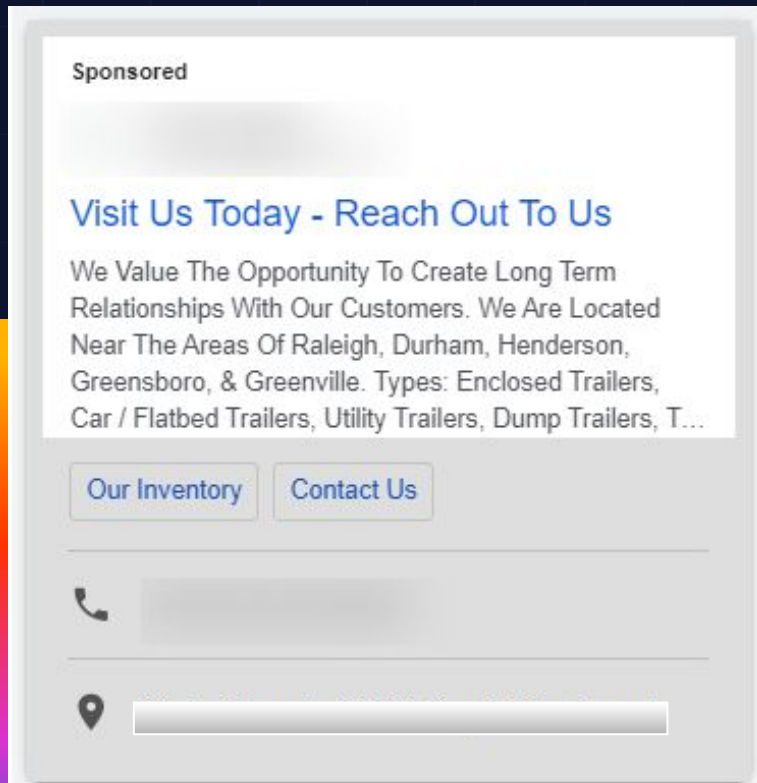 Sponsored
Visit Us Today - Reach Out To Us
We Value The Opportunity To Create Long Term
Relationships With Our Customers. We Are Located
Near The Areas Of Raleigh, Durham, Henderson,
Greensboro, & Greenville. Types: Enclosed Trailers,
Car / Flatbed Trailers, Utility Trailers, Dump Trailers, T...
Our Inventory
Contact Us